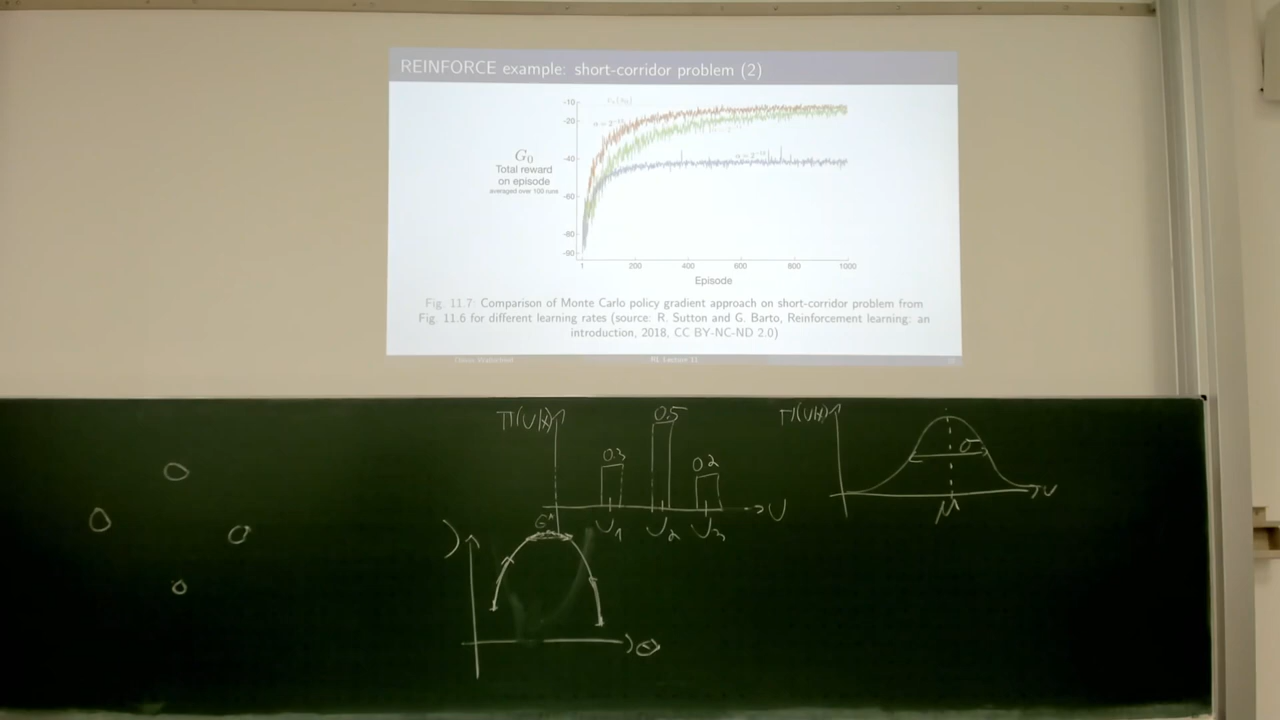 REINFORCE example: short-corridor problem (2)
-10
-20
G₀
Total reward
on episode
averaged over 100 runs
-40
-60
-80
-90
1 200 400 600 800 1000
Episode
Fig. 11.7: Comparison of Monte Carlo policy gradient approach on short-corridor problem from
Fig. 11.6 for different learning rates (source: R. Sutton and G. Barto, Reinforcement learning: an
introduction, 2018, CC BY-NC-ND 2.0)
RL Lesson 11
π(u|x)
0.3
0.5
0.2
u
u₁ u₂ u₃
π(u|x)
σ
u
μ
J
θ*
θ